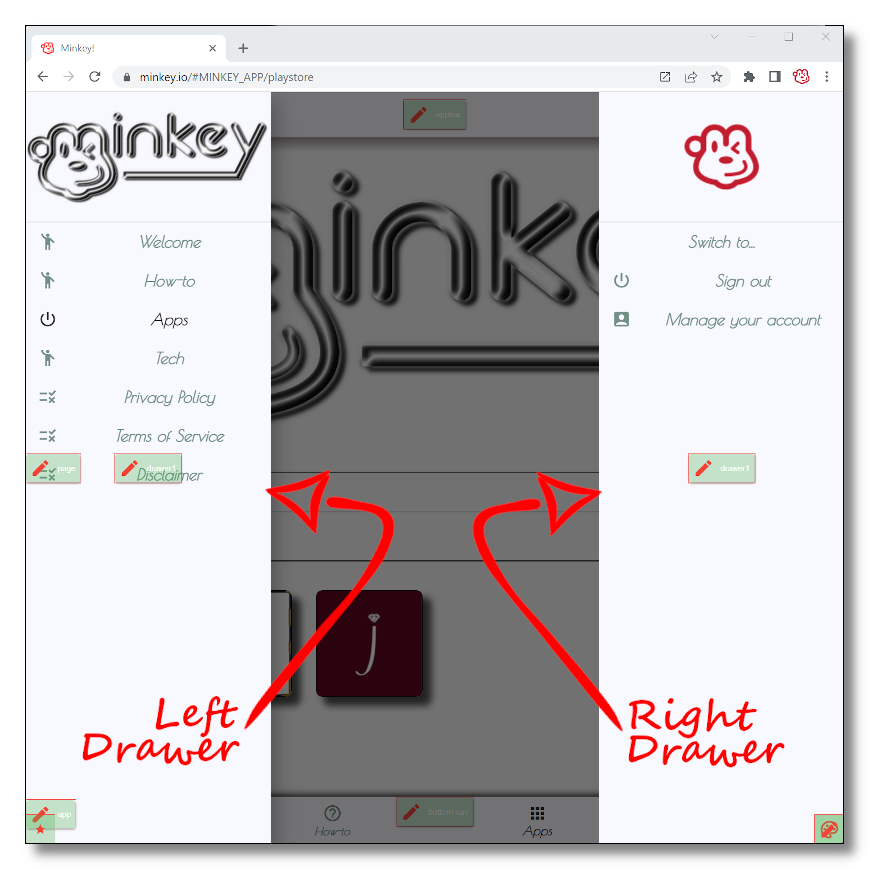 Minkey!
minkey.io/#MINKEY_APP/playstore
minkey
appbar
minkey
Welcome
Switch to...
How-to
Sign out
Apps
Manage your account
Tech
Privacy Policy
Terms of Service
page
drawer1
Disclaimer
drawer1
j
Left
Drawer
Right
Drawer
app
How-to
bottom nav
Apps